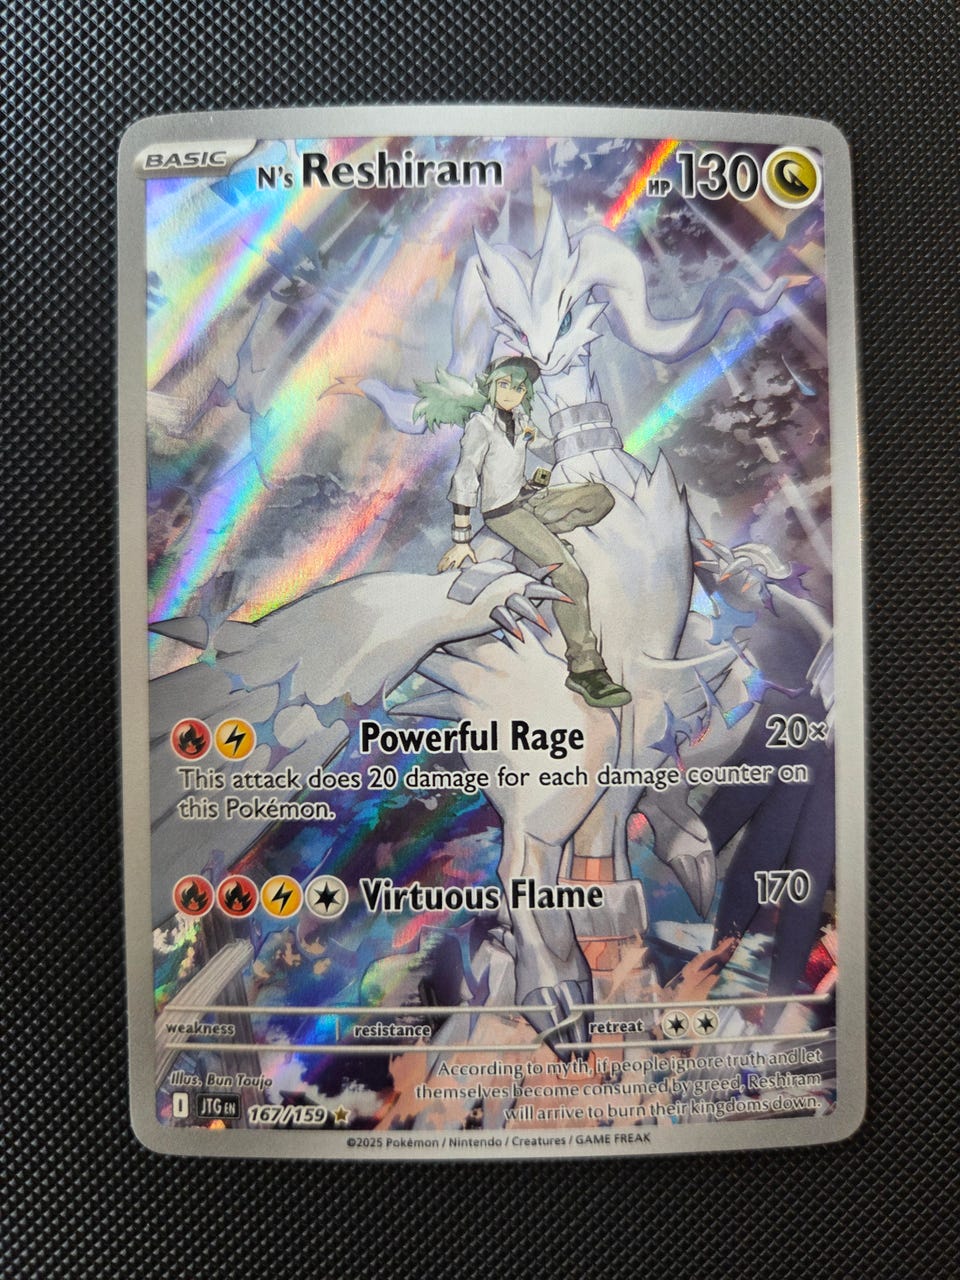 BASIC
N's Reshiram
HP 130
Powerful Rage 20×
This attack does 20 damage for each damage counter on
this Pokémon.
Virtuous Flame 170
weakness resistance retreat
According to myth, if people ignore truth and let
themselves become consumed by greed, Reshiram
will arrive to burn their kingdoms down.
Illus. Bun Toujo
I JTG EN 167/159
©2025 Pokémon / Nintendo / Creatures / GAME FREAK